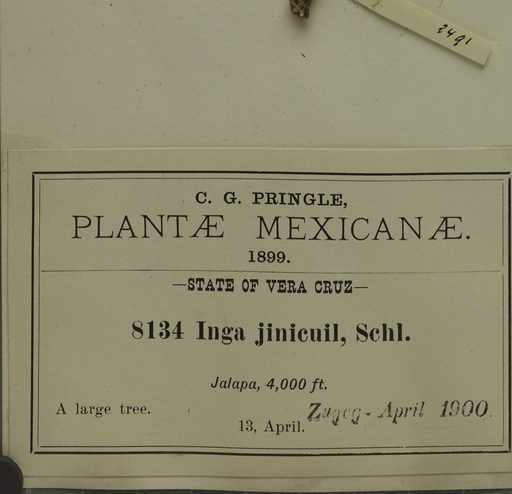 2491
C. G. PRINGLE,
PLANTÆ MEXICANÆ.
1899.
—STATE OF VERA CRUZ—
8134 Inga jinicuil, Schl.
Jalapa, 4,000 ft.
A large tree.
13, April.
April 1900.